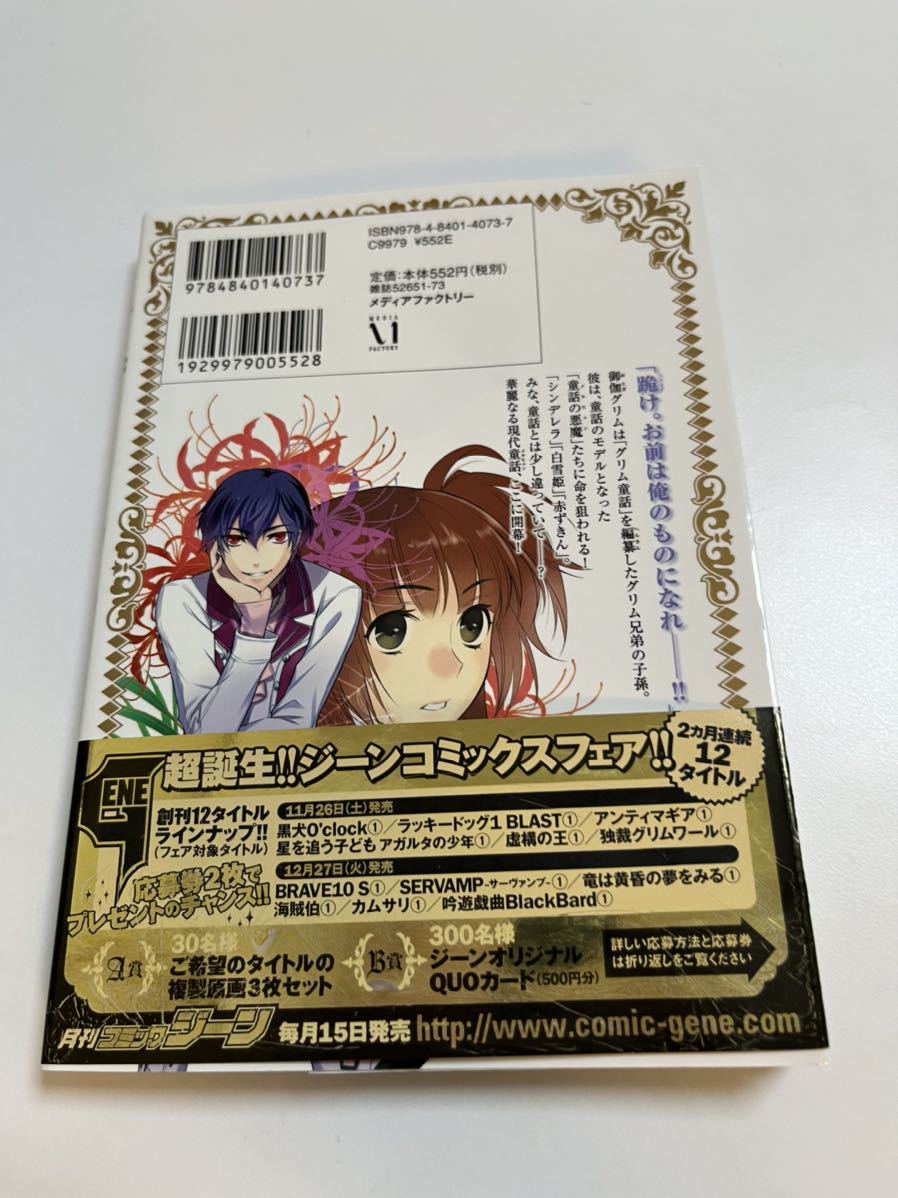 ISBN978-4-8401-4073-7
C9979 ¥552E
定価:本体552円(税別)
雑誌52651-73
メディアファクトリー
MEDIA
FACTORY
9784840140737
1929979005528
「跪け。お前は俺のものになれ——!!
御伽グリムは「グリム童話」を編纂したグリム兄弟の子孫。
彼は、童話のモデルとなった
「童話の悪魔」たちに命を狙われる!
「シンデレラ」「白雪姫」「赤ずきん」。
みな、童話とは少し違っていて——?
華麗なる現代童話、ここに開幕!
GENE
超誕生!!ジーンコミックスフェア!!
2カ月連続
12
タイトル
創刊12タイトル
ラインナップ!!
(フェア対象タイトル)
11月26日(土)発売
黒犬O'clock①/ラッキードッグ1 BLAST①/アンティマギア①
星を追う子ども アガルタの少年①/虚構の王①/独裁グリムワール①
12月27日(火)発売
BRAVE10 S①/SERVAMP-サーヴァンプ-①/竜は黄昏の夢をみる①
海賊伯①/カムサリ①/吟遊戯曲BlackBard①
応募券2枚で
プレゼントのチャンス!!
A賞
30名様
ご希望のタイトルの
複製原画3枚セット
B賞
300名様
ジーンオリジナル
QUOカード(500円分)
詳しい応募方法と応募券
は折り返しをご覧ください
月刊コミックジーン 毎月15日発売 http://www.comic-gene.com